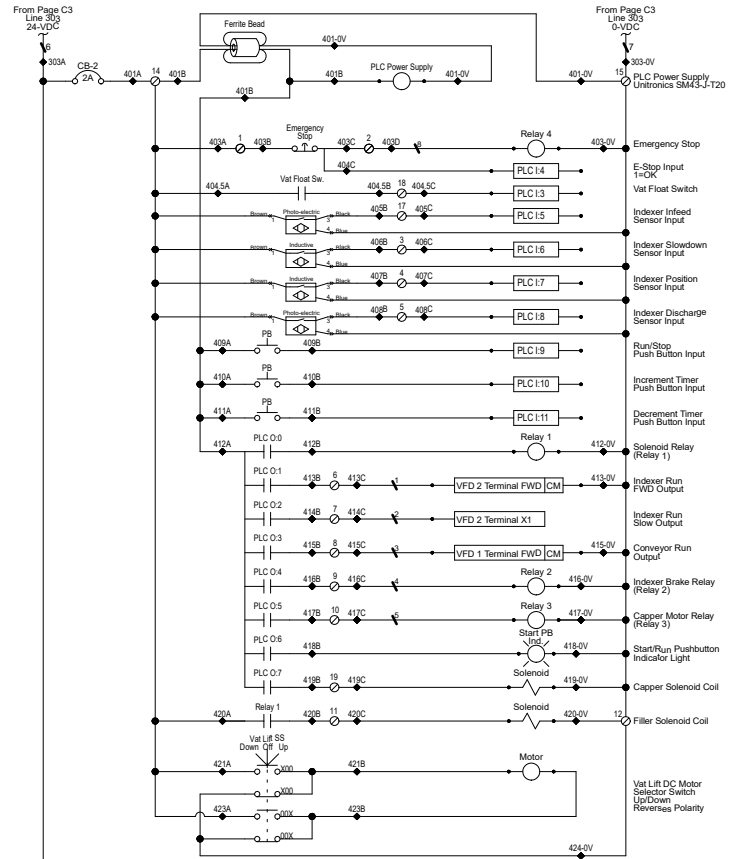 From Page C3
Line 303
24-VDC
From Page C3
Line 303
0-VDC
Ferrite Bead
6
7
303A
303-0V
CB-2
2A
401A
14
401B
401-0V
401B
PLC Power Supply
401-0V
401-0V
15
PLC Power Supply
Unitronics SM43-J-T20
401B
403A
1
403B
Emergency
Stop
403C
2
403D
8
Relay 4
403-0V
Emergency Stop
404C
PLC I:4
E-Stop Input
1=OK
404.5A
Vat Float Sw.
404.5B
18
404.5C
PLC I:3
Vat Float Switch
Brown
1
Photo-electric
3
Black
4
Blue
405B
17
405C
PLC I:5
Indexer Infeed
Sensor Input
Brown
1
Inductive
3
Black
4
Blue
406B
3
406C
PLC I:6
Indexer Slowdown
Sensor Input
Brown
1
Inductive
3
Black
4
Blue
407B
4
407C
PLC I:7
Indexer Position
Sensor Input
Brown
1
Photo-electric
3
Black
4
Blue
408B
5
408C
PLC I:8
Indexer Discharge
Sensor Input
409A
PB
409B
PLC I:9
Run/Stop
Push Button Input
410A
PB
410B
PLC I:10
Increment Timer
Push Button Input
411A
PB
411B
PLC I:11
Decrement Timer
Push Button Input
412A
PLC O:0
412B
Relay 1
412-0V
Solenoid Relay
(Relay 1)
PLC O:1
413B
6
413C
1
VFD 2 Terminal FWD
CM
413-0V
Indexer Run
FWD Output
PLC O:2
414B
7
414C
2
VFD 2 Terminal X1
Indexer Run
Slow Output
PLC O:3
415B
8
415C
3
VFD 1 Terminal FWD
CM
415-0V
Conveyor Run
Output
PLC O:4
416B
9
416C
4
Relay 2
416-0V
Indexer Brake Relay
(Relay 2)
PLC O:5
417B
10
417C
5
Relay 3
417-0V
Capper Motor Relay
(Relay 3)
PLC O:6
418B
Start PB
Ind.
418-0V
Start/Run Pushbutton
Indicator Light
PLC O:7
419B
19
419C
Solenoid
419-0V
Capper Solenoid Coil
420A
Relay 1
420B
11
420C
Solenoid
420-0V
12
Filler Solenoid Coil
Vat Lift SS
Down Off Up
421A
X00
421B
Motor
X00
423A
00X
423B
00X
Vat Lift DC Motor
Selector Switch
Up/Down
Reverses Polarity
424-0V